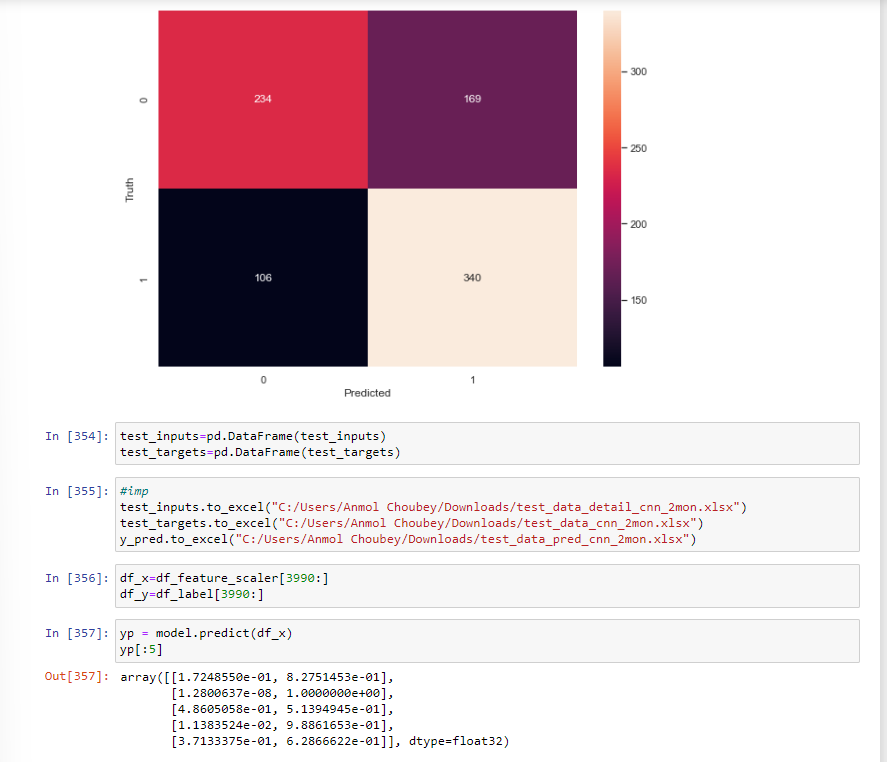 300
250
200
150
234
169
106
340
0
1
Truth
0
1
Predicted
In [354]: test_inputs=pd.DataFrame(test_inputs)
test_targets=pd.DataFrame(test_targets)
In [355]: #imp
test_inputs.to_excel("C:/Users/Anmol Choubey/Downloads/test_data_detail_cnn_2mon.xlsx")
test_targets.to_excel("C:/Users/Anmol Choubey/Downloads/test_data_cnn_2mon.xlsx")
y_pred.to_excel("C:/Users/Anmol Choubey/Downloads/test_data_pred_cnn_2mon.xlsx")
In [356]: df_x=df_feature_scaler[3990:]
df_y=df_label[3990:]
In [357]: yp = model.predict(df_x)
yp[:5]
Out[357]: array([[1.7248550e-01, 8.2751453e-01],
[1.2800637e-08, 1.0000000e+00],
[4.8605058e-01, 5.1394945e-01],
[1.1383524e-02, 9.8861653e-01],
[3.7133375e-01, 6.2866622e-01]], dtype=float32)